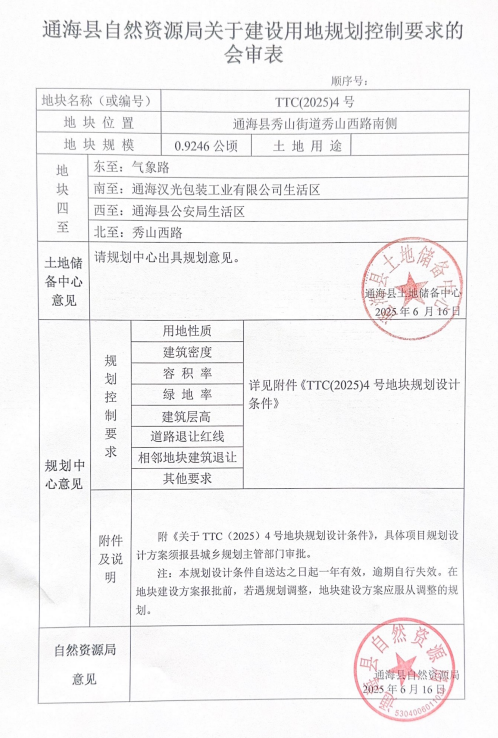 通海县自然资源局关于建设用地规划控制要求的
会审表
顺序号：
地块名称（或编号） TTC(2025)4 号
地 块 位 置 通海县秀山街道秀山西路南侧
地 块 规 模 0.9246 公顷 土 地 用 途
地块四至
东至：气象路
南至：通海汉光包装工业有限公司生活区
西至：通海县公安局生活区
北至：秀山西路
土地储
备中心
意见
请规划中心出具规划意见。
通海县土地储备中心
2025 年 6 月 16 日
通海县土地储备中心
规划中
心意见
规划控制要求
用地性质
建筑密度
容 积 率
绿 地 率
建筑层高
道路退让红线
相邻地块建筑退让
其他要求
详见附件《TTC(2025)4 号地块规划设计
条件》
附件
及说
明
附《关于 TTC（2025）4 号地块规划设计条件》，具体项目规划设
计方案须报县城乡规划主管部门审批。
注：本规划设计条件自送达之日起一年有效，逾期自行失效。在
地块建设方案报批前，若遇规划调整，地块建设方案应服从调整的规
划。
自然资源局
意见
通海县自然资源局
2025 年 6 月 16 日
通海县自然资源局